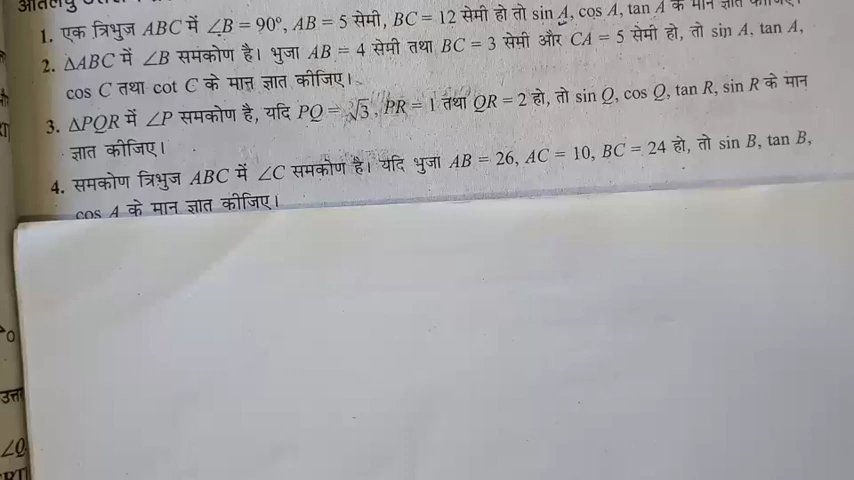 1. एक त्रिभुज ABC में ∠B = 90°, AB = 5 सेमी, BC = 12 सेमी हो तो sin A, cos A, tan A के मान ज्ञात कीजिए।
2. ΔABC में ∠B समकोण है। भुजा AB = 4 सेमी तथा BC = 3 सेमी और CA = 5 सेमी हो, तो sin A, tan A,
cos C तथा cot C के मान ज्ञात कीजिए।
3. ΔPQR में ∠P समकोण है, यदि PQ = √3, PR = 1 तथा QR = 2 हो, तो sin Q, cos Q, tan R, sin R के मान
ज्ञात कीजिए।
4. समकोण त्रिभुज ABC में ∠C समकोण है। यदि भुजा AB = 26, AC = 10, BC = 24 हो, तो sin B, tan B,
cos A के मान ज्ञात कीजिए।
∠Q